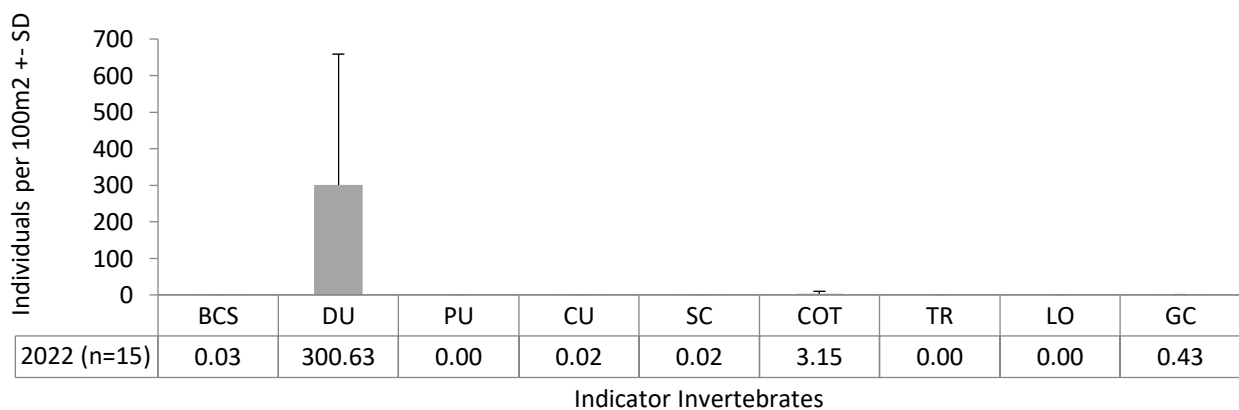 Individuals per 100m2 +- SD
700
600
500
400
300
200
100
0
BCS DU PU CU SC COT TR LO GC
2022 (n=15) 0.03 300.63 0.00 0.02 0.02 3.15 0.00 0.00 0.43
Indicator Invertebrates